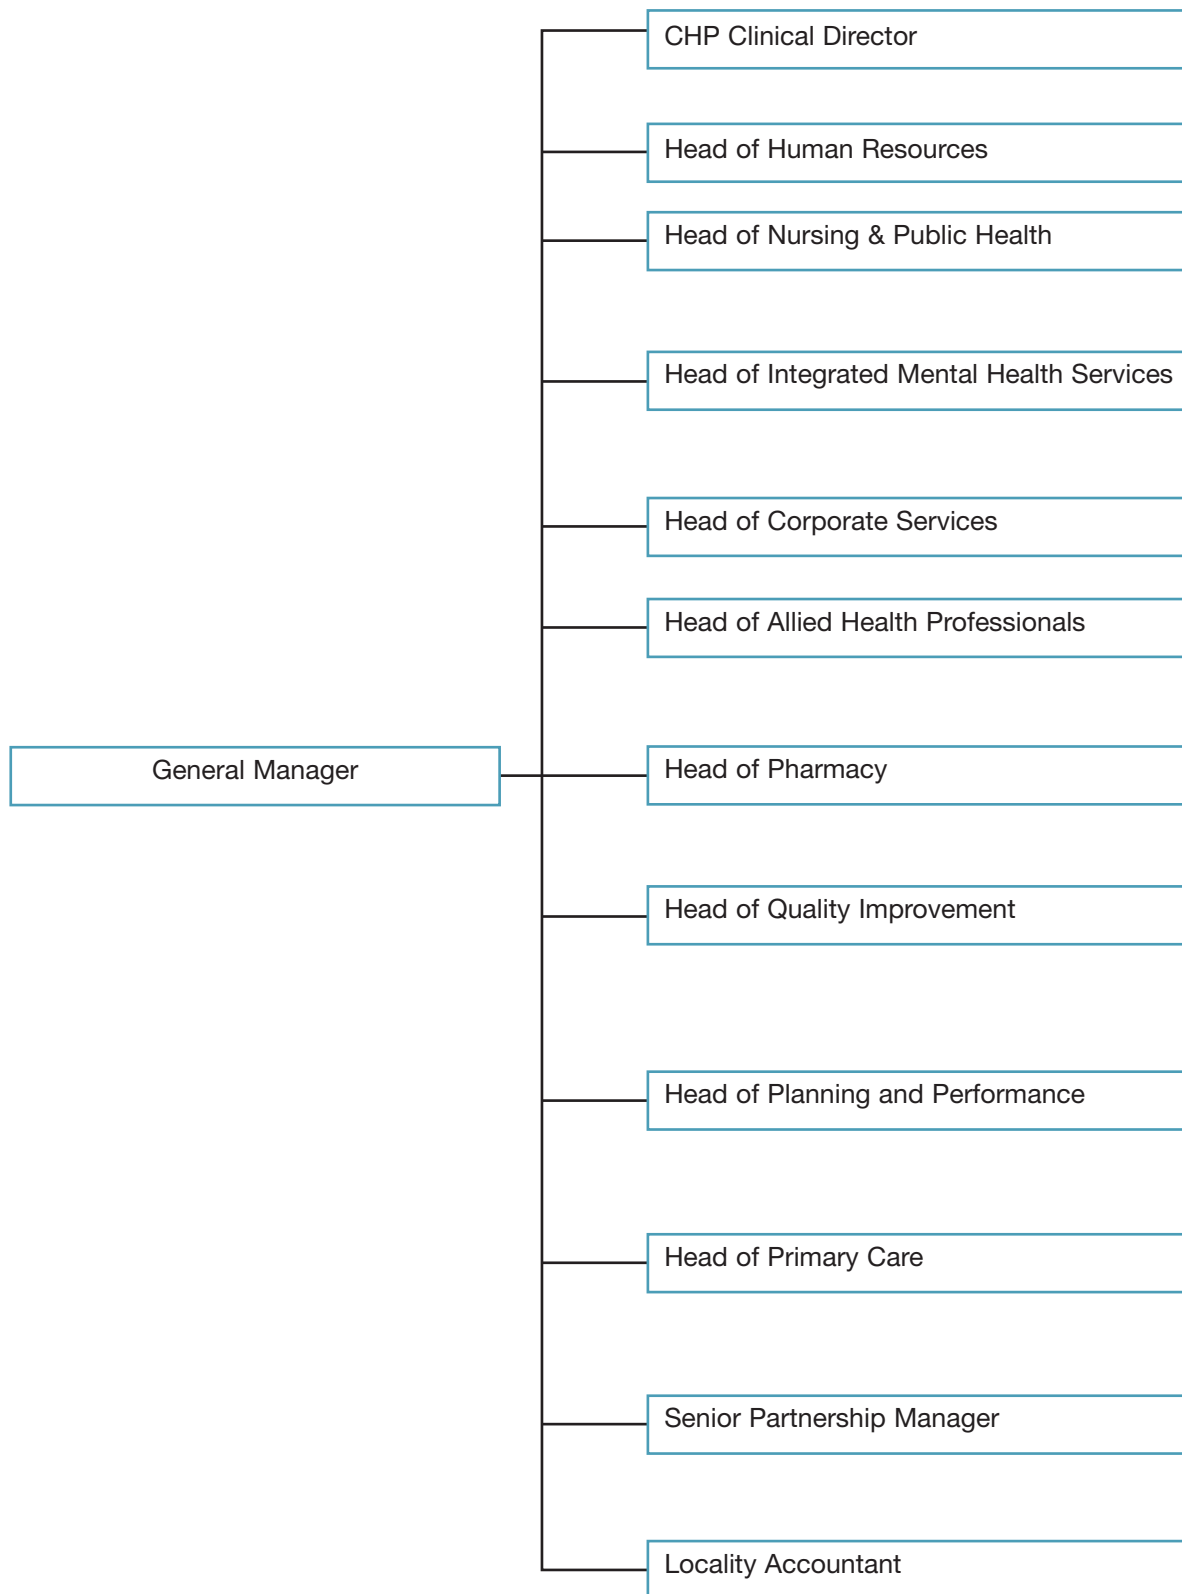 CHP Clinical Director
Head of Human Resources
Head of Nursing & Public Health
Head of Integrated Mental Health Services
Head of Corporate Services
Head of Allied Health Professionals
General Manager
Head of Pharmacy
Head of Quality Improvement
Head of Planning and Performance
Head of Primary Care
Senior Partnership Manager
Locality Accountant